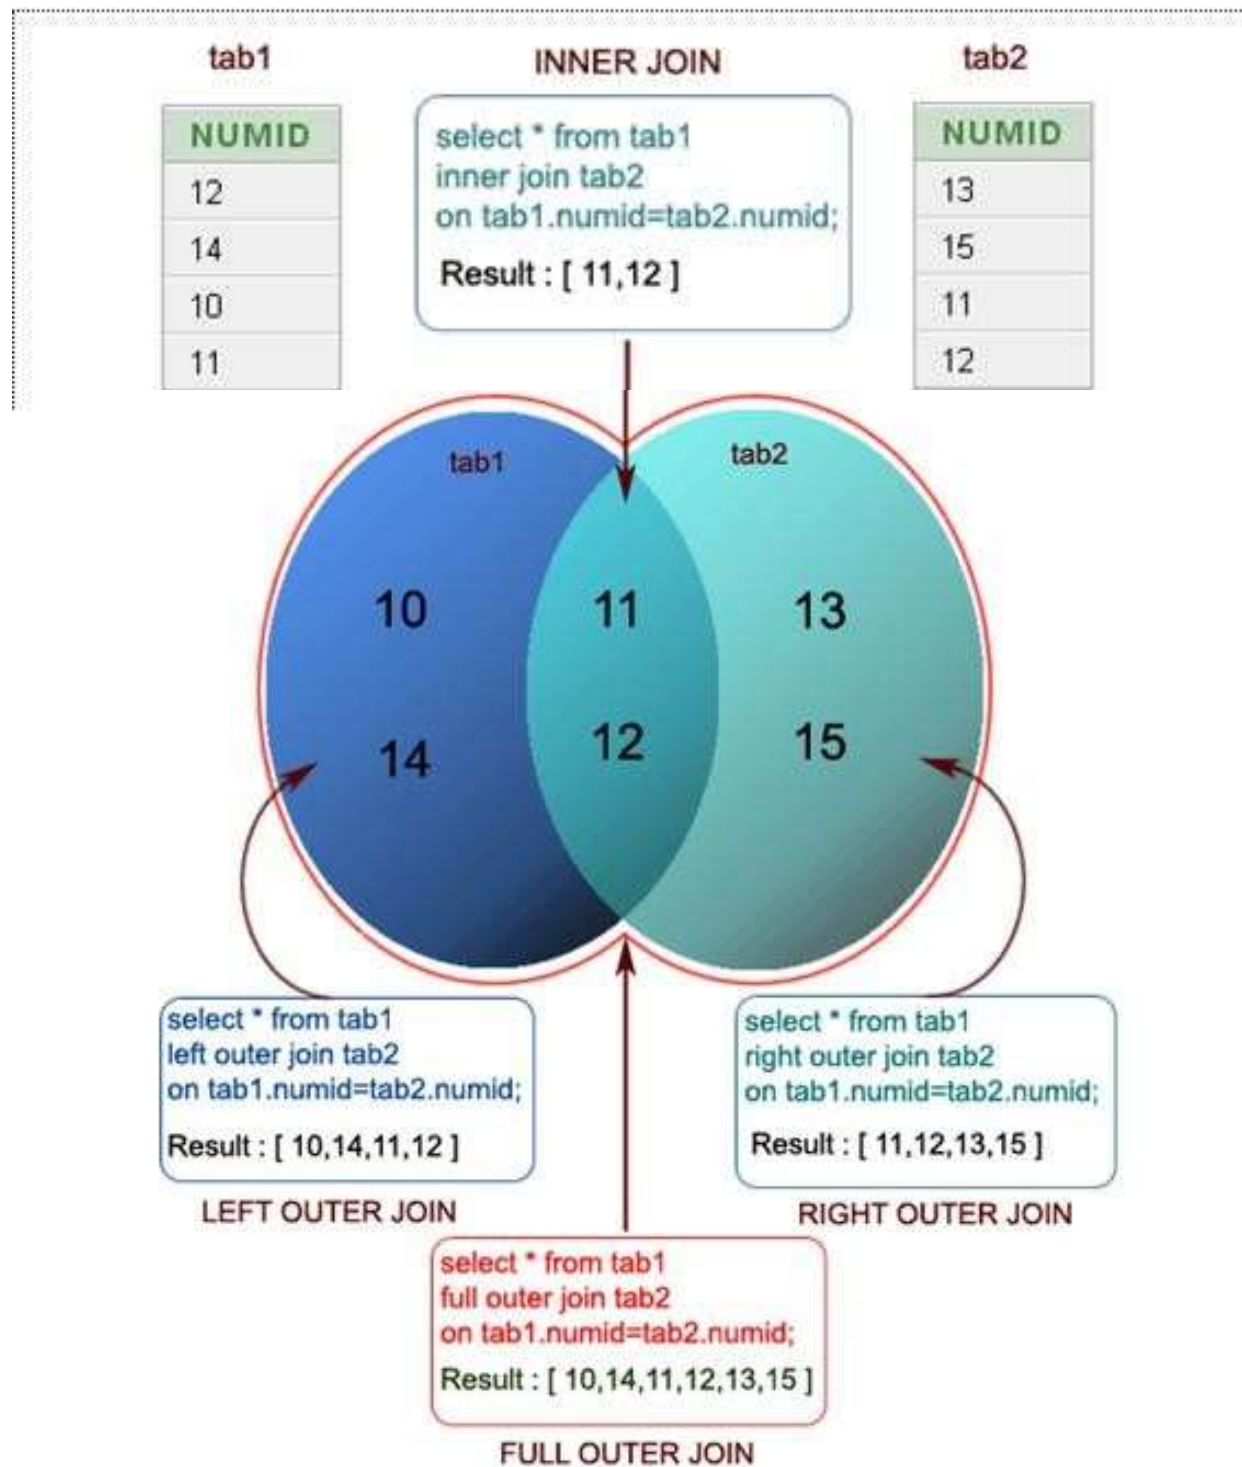 tab1
INNER JOIN
tab2
NUMID
12
14
10
11
select * from tab1
inner join tab2
on tab1.numid=tab2.numid;
Result : [ 11,12 ]
NUMID
13
15
11
12
tab1
tab2
10
11
13
14
12
15
select * from tab1
left outer join tab2
on tab1.numid=tab2.numid;
Result : [ 10,14,11,12 ]
LEFT OUTER JOIN
select * from tab1
right outer join tab2
on tab1.numid=tab2.numid;
Result : [ 11,12,13,15 ]
RIGHT OUTER JOIN
select * from tab1
full outer join tab2
on tab1.numid=tab2.numid;
Result : [ 10,14,11,12,13,15 ]
FULL OUTER JOIN